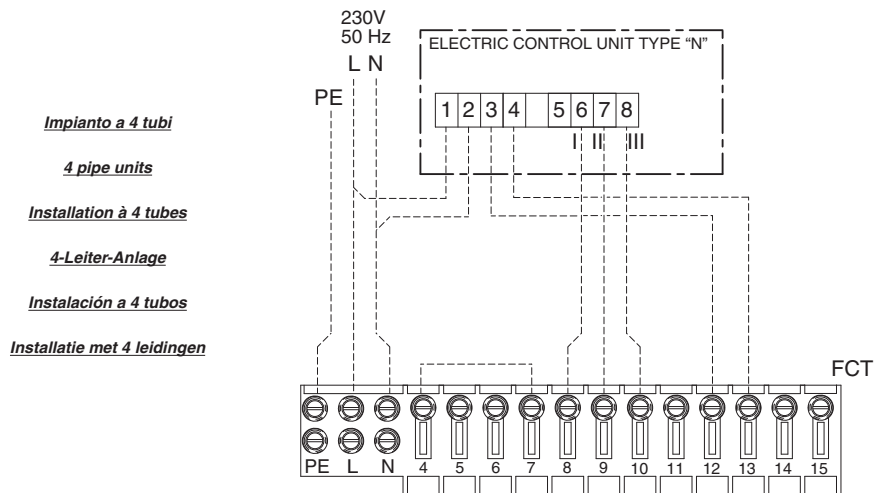 230V
50 Hz
L N
PE
ELECTRIC CONTROL UNIT TYPE “N”
1 2 3 4 5 6 7 8
I II III
Impianto a 4 tubi
4 pipe units
Installation à 4 tubes
4-Leiter-Anlage
Instalación a 4 tubos
Installatie met 4 leidingen
FCT
PE L N 4 5 6 7 8 9 10 11 12 13 14 15